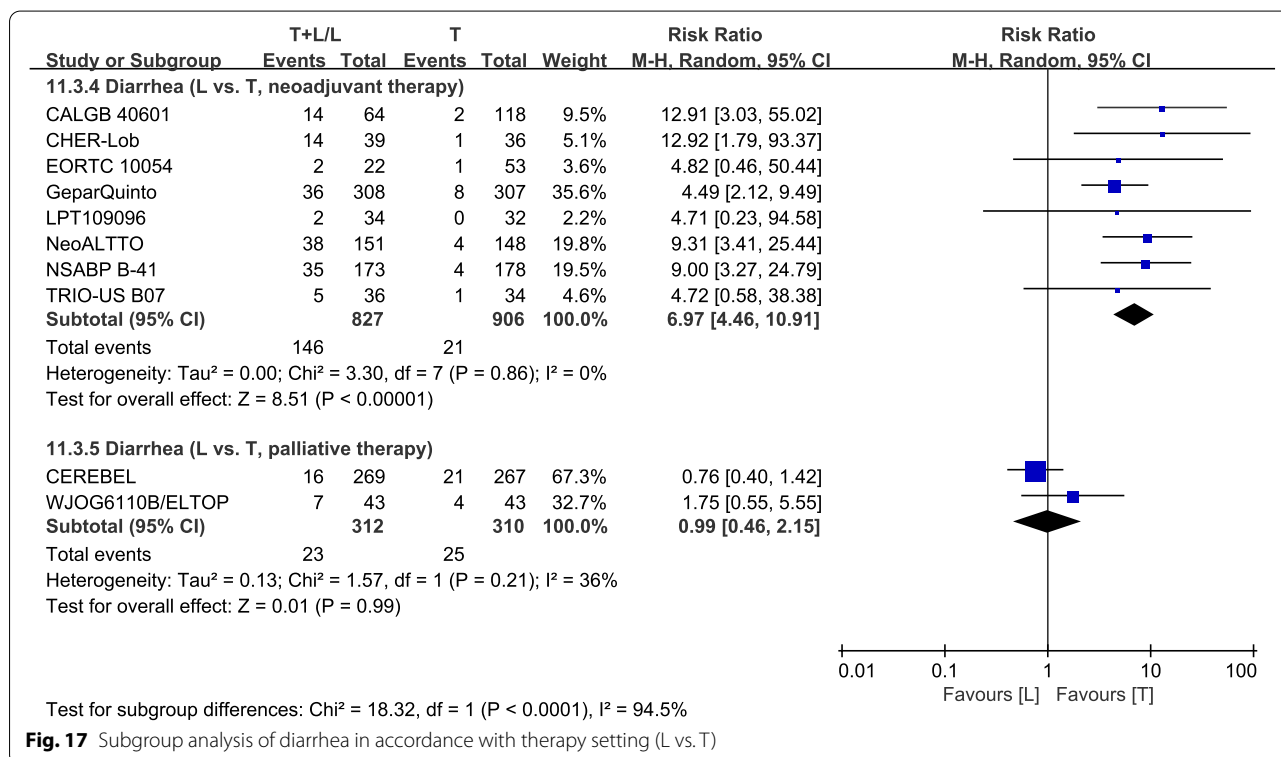 T+L/L T Risk Ratio Risk Ratio
Study or Subgroup Events Total Events Total Weight M-H, Random, 95% CI M-H, Random, 95% CI
11.3.4 Diarrhea (L vs. T, neoadjuvant therapy)
CALGB 40601 14 64 2 118 9.5% 12.91 [3.03, 55.02]
CHER-Lob 14 39 1 36 5.1% 12.92 [1.79, 93.37]
EORTC 10054 2 22 1 53 3.6% 4.82 [0.46, 50.44]
GeparQuinto 36 308 8 307 35.6% 4.49 [2.12, 9.49]
LPT109096 2 34 0 32 2.2% 4.71 [0.23, 94.58]
NeoALTTO 38 151 4 148 19.8% 9.31 [3.41, 25.44]
NSABP B-41 35 173 4 178 19.5% 9.00 [3.27, 24.79]
TRIO-US B07 5 36 1 34 4.6% 4.72 [0.58, 38.38]
Subtotal (95% CI) 827 906 100.0% 6.97 [4.46, 10.91]
Total events 146 21
Heterogeneity: Tau² = 0.00; Chi² = 3.30, df = 7 (P = 0.86); I² = 0%
Test for overall effect: Z = 8.51 (P < 0.00001)
11.3.5 Diarrhea (L vs. T, palliative therapy)
CEREBEL 16 269 21 267 67.3% 0.76 [0.40, 1.42]
WJOG6110B/ELTOP 7 43 4 43 32.7% 1.75 [0.55, 5.55]
Subtotal (95% CI) 312 310 100.0% 0.99 [0.46, 2.15]
Total events 23 25
Heterogeneity: Tau² = 0.13; Chi² = 1.57, df = 1 (P = 0.21); I² = 36%
Test for overall effect: Z = 0.01 (P = 0.99)
0.01 0.1 1 10 100
Favours [L] Favours [T]
Test for subgroup differences: Chi² = 18.32, df = 1 (P < 0.0001), I² = 94.5%
Fig. 17 Subgroup analysis of diarrhea in accordance with therapy setting (L vs. T)